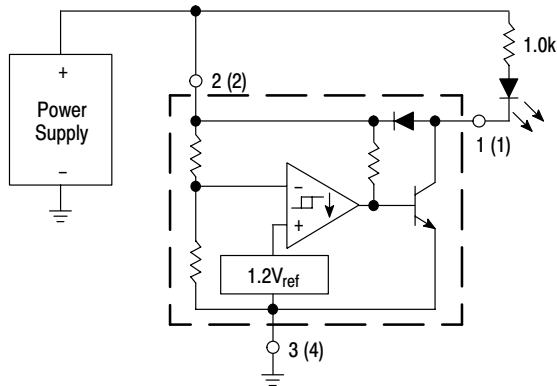 1.0k
+
Power
Supply
−
2 (2)
1 (1)
−
+
1.2Vref
3 (4)